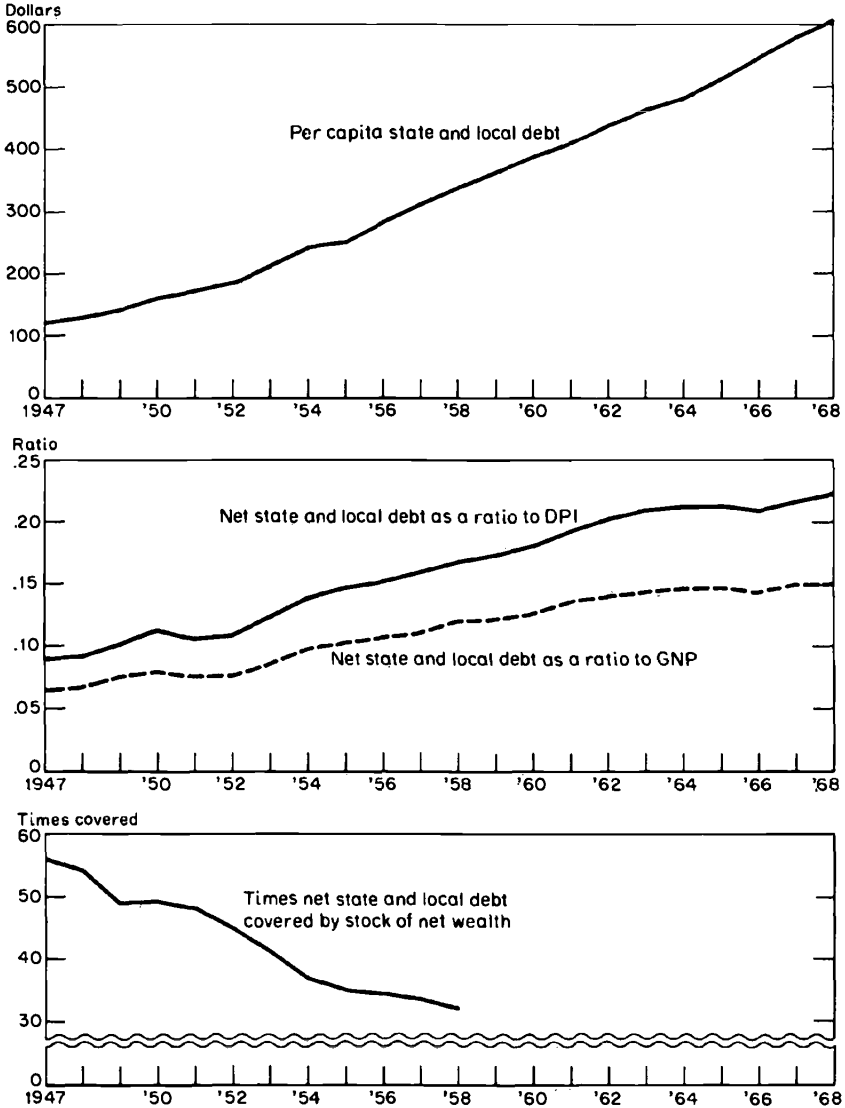 Dollars
600
500
Per capita state and local debt
400
300
200
100
0
1947 '50 '52 '54 '56 '58 '60 '62 '64 '66 '68
Ratio
.25
.20
Net state and local debt as a ratio to DPI
.15
.10
Net state and local debt as a ratio to GNP
.05
0
1947 '50 '52 '54 '56 '58 '60 '62 '64 '66 '68
Times covered
60
50
Times net state and local debt
covered by stock of net wealth
40
30
0
1947 '50 '52 '54 '56 '58 '60 '62 '64 '66 '68